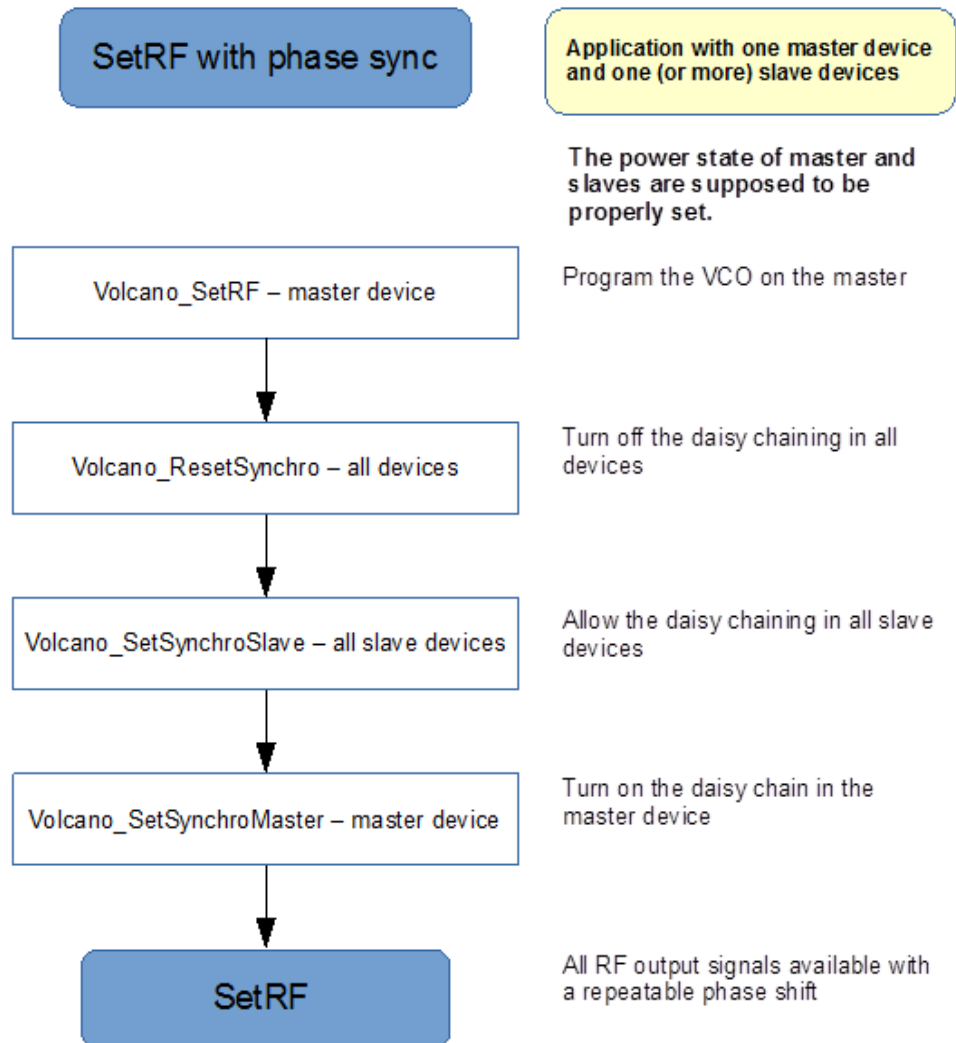 SetRF with phase sync
Application with one master device
and one (or more) slave devices
The power state of master and
slaves are supposed to be
properly set.
Volcano_SetRF – master device
Program the VCO on the master
Volcano_ResetSynchro – all devices
Turn off the daisy chaining in all
devices
Volcano_SetSynchroSlave – all slave devices
Allow the daisy chaining in all slave
devices
Volcano_SetSynchroMaster – master device
Turn on the daisy chain in the
master device
SetRF
All RF output signals available with
a repeatable phase shift